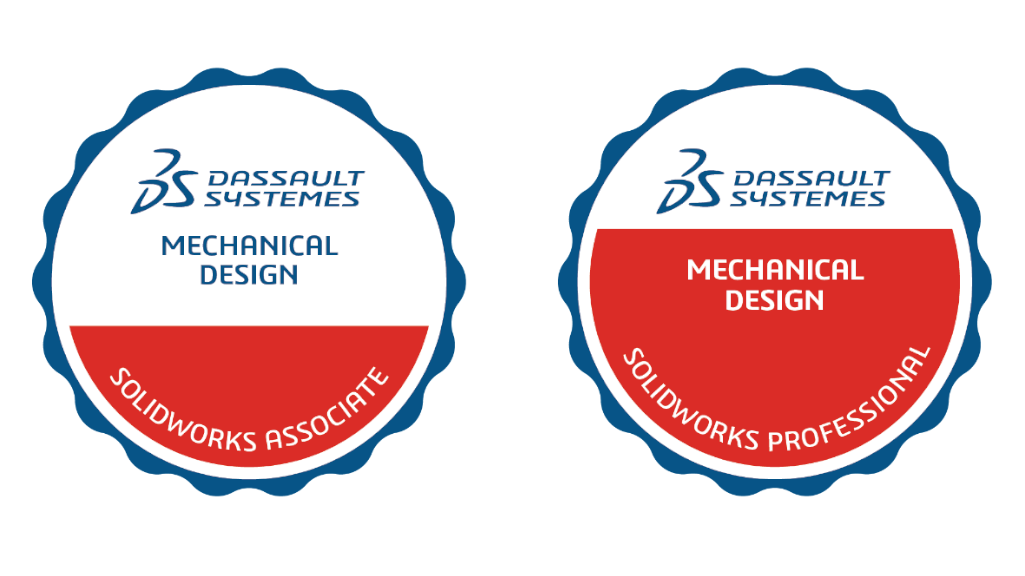 DASSAULT
SYSTEMES
MECHANICAL
DESIGN
SOLIDWORKS ASSOCIATE
DASSAULT
SYSTEMES
MECHANICAL
DESIGN
SOLIDWORKS PROFESSIONAL